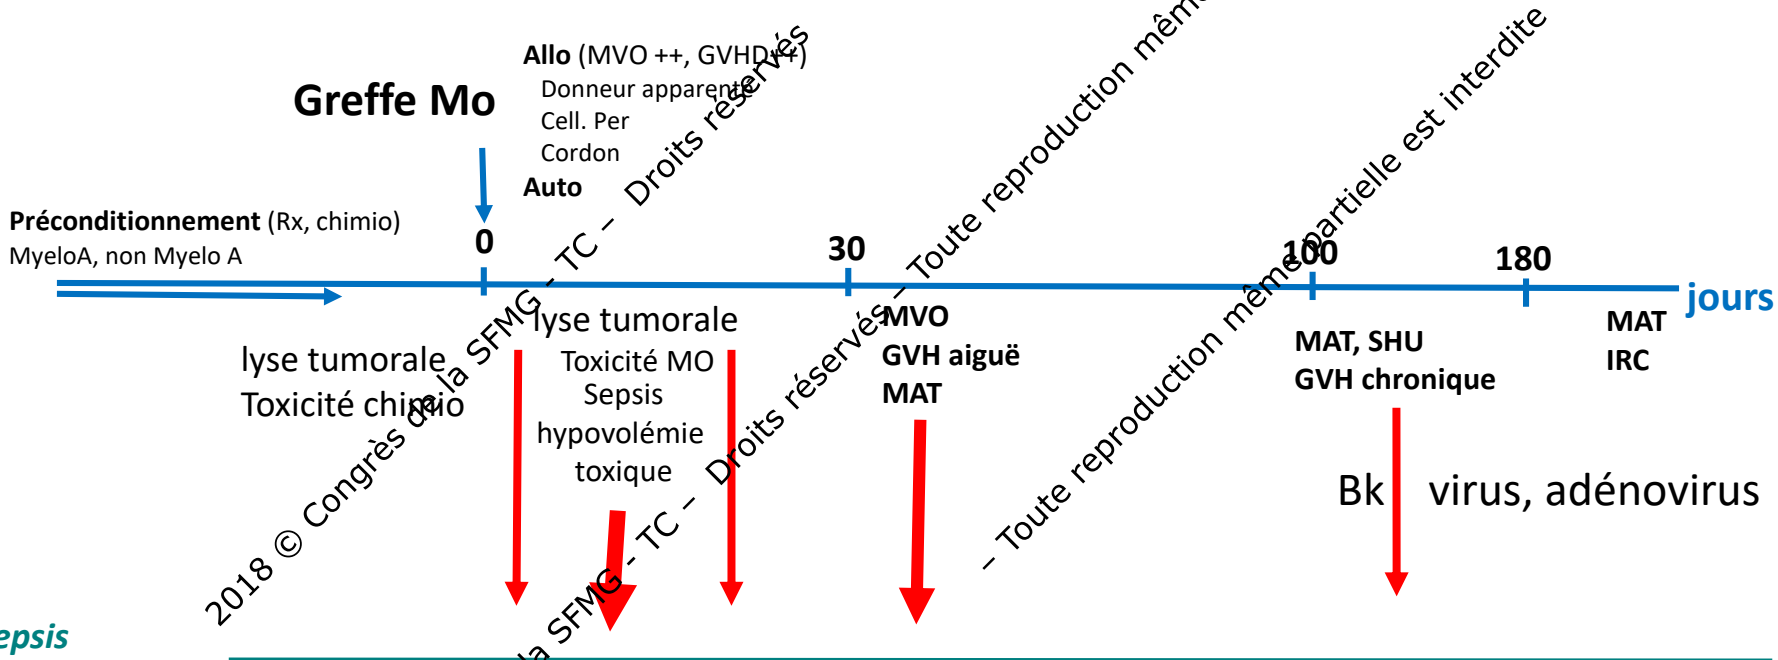 Allo (MVO ++, GVHD++)
Donneur apparenté
Cell. Per
Cordon
Auto
Greffe Mo
Préconditionnement (Rx, chimio)
MyeloA, non Myelo A
0
30
100
180
jours
lyse tumorale
Toxicité chimio
lyse tumorale
Toxicité MO
Sepsis
hypovolémie
toxique
MVO
GVH aiguë
MAT
MAT, SHU
GVH chronique
MAT
IRC
Bk virus, adénovirus
epsis
2018 © Congrès de la SFMG - TC – Droits réservés
la SFMG - TC – Droits réservés – Toute reproduction même
– Toute reproduction même partielle est interdite